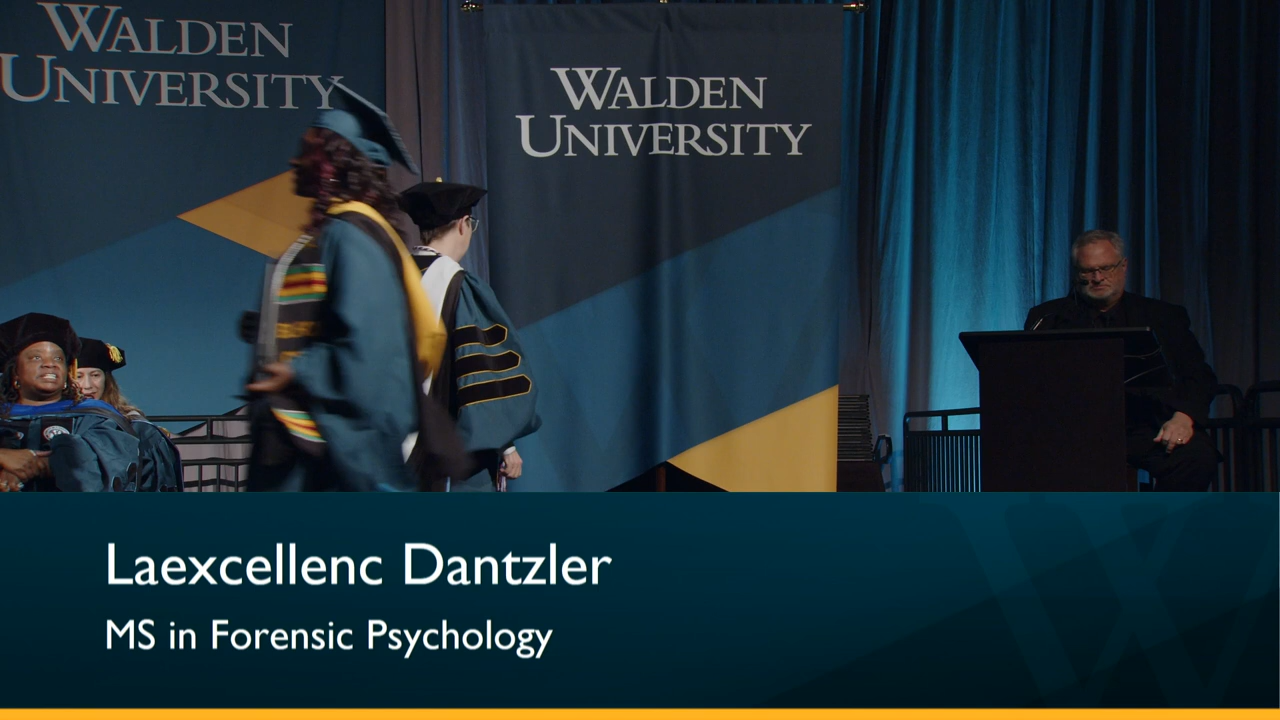 WALDEN
UNIVERSITY
WALDEN
UNIVERSITY
Laexcellenc Dantzler
MS in Forensic Psychology